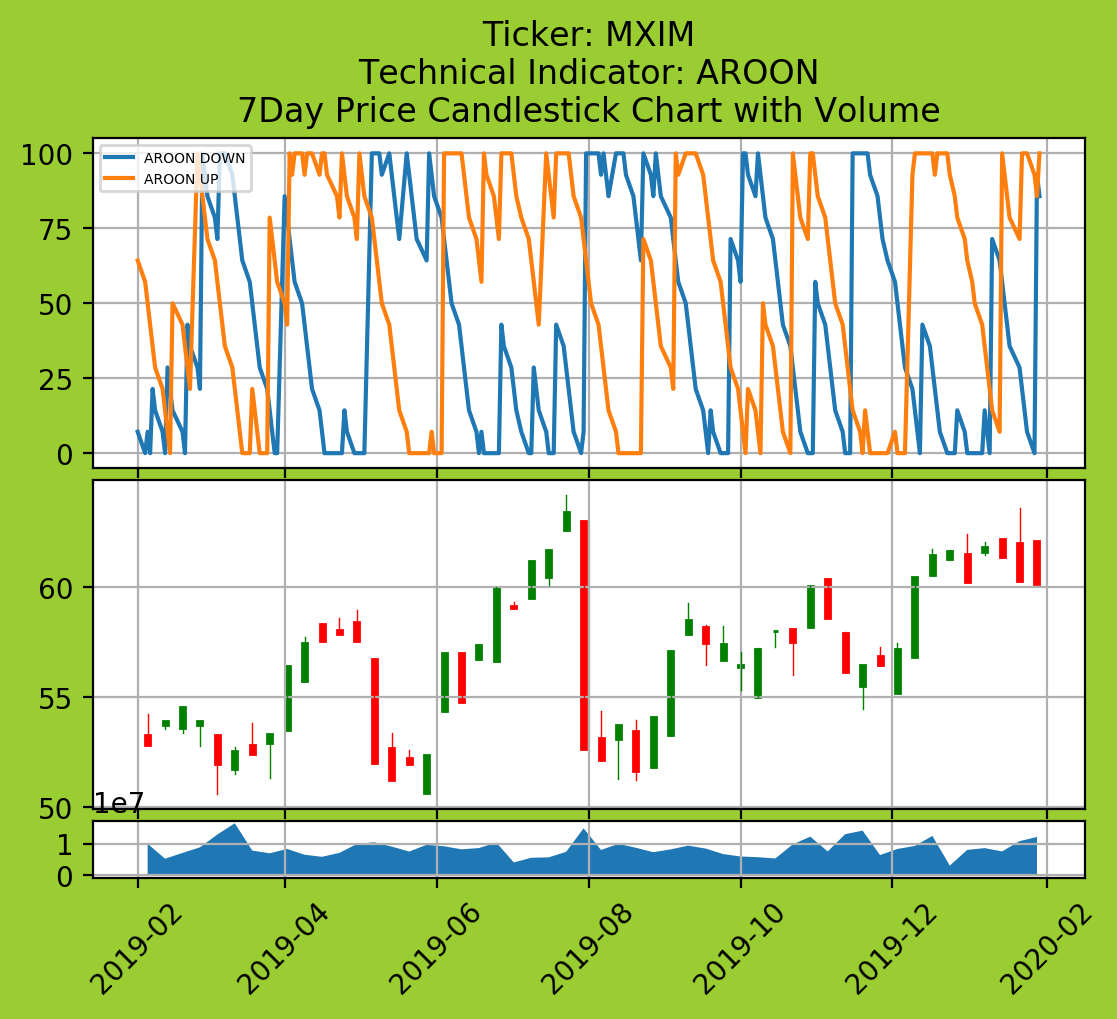 Ticker: MXIM
Technical Indicator: AROON
7Day Price Candlestick Chart with Volume
100
75
50
25
0
AROON DOWN
AROON UP
60
55
50
1e7
1
0
2019-02
2019-04
2019-06
2019-08
2019-10
2019-12
2020-02